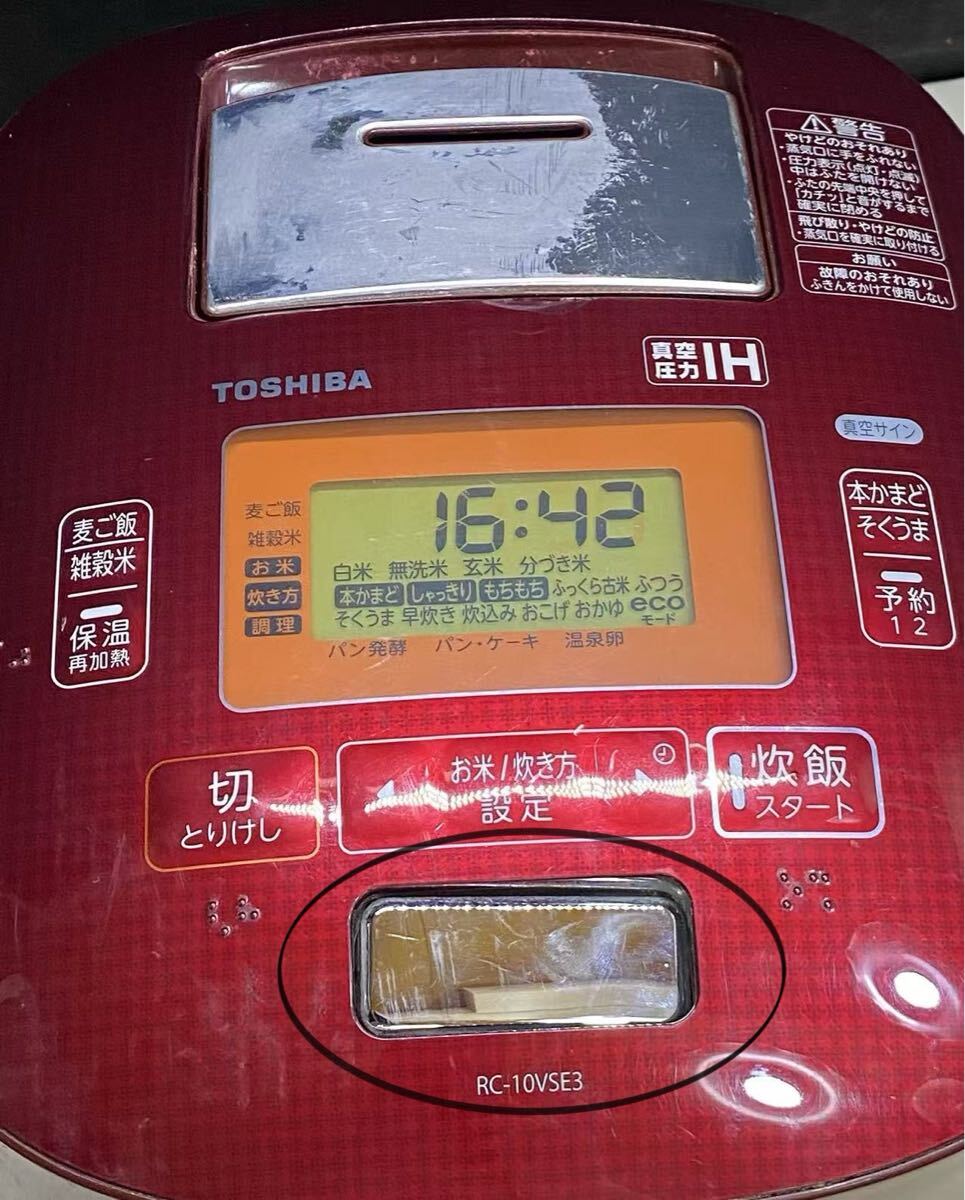 警告
やけどのおそれあり
・蒸気口に手をふれない
・圧力表示(点灯・点滅)
中はふたを開けない
・ふたの先端中央を押して
「カチッ」と音がするまで
確実に閉める
飛び散り・やけどの防止
・蒸気口を確実に取り付ける
お願い
故障のおそれあり
ふきんをかけて使用しない
真空
圧力IH
TOSHIBA
真空サイン
麦ご飯
雑穀米
お米
炊き方
調理
16:42
白米 無洗米 玄米 分づき米
本かまど しゃっきり もちもち ふっくら古米 ふつう
そくうま 早炊き 炊込み おこげ おかゆ eco
モード
パン発酵 パン・ケーキ 温泉卵
麦ご飯
雑穀米
保温
再加熱
本かまど
そくうま
予約
1 2
切
とりけし
お米/炊き方
設定
炊飯
スタート
RC-10VSE3